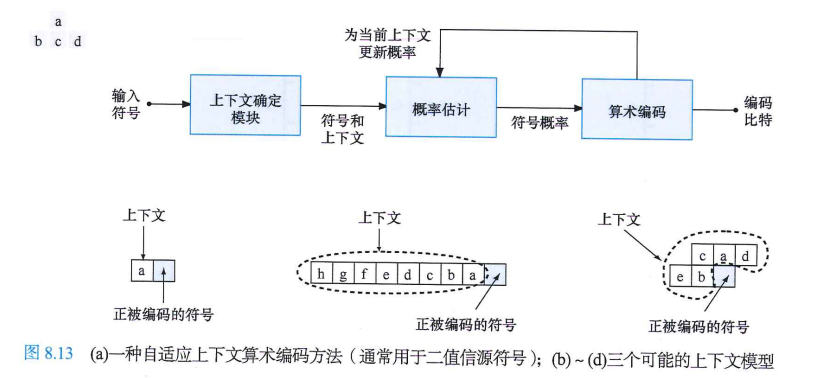 a
b c d
为当前上下文
更新概率
输入
符号
上下文确定
模块
符号和
上下文
概率估计
符号概率
算术编码
编码
比特
上下文
a
正被编码的符号
上下文
h g f e d c b a
正被编码的符号
上下文
c a d
e b
正被编码的符号
图 8.13 (a)一种自适应上下文算术编码方法（通常用于二值信源符号）；(b) ~ (d)三个可能的上下文模型